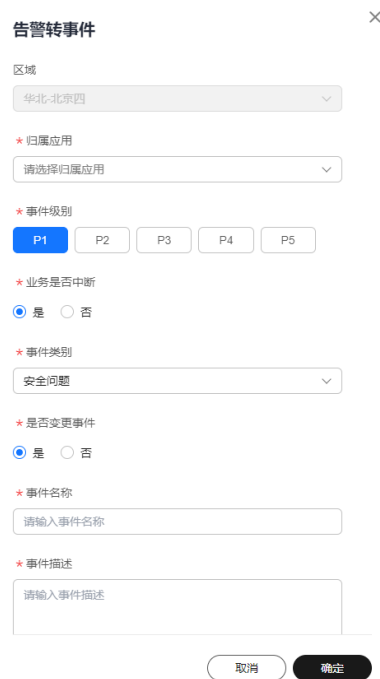 告警转事件
区域
华北-北京四
* 归属应用
请选择归属应用
* 事件级别
P1 P2 P3 P4 P5
* 业务是否中断
是 否
* 事件类别
安全问题
* 是否变更事件
是 否
* 事件名称
请输入事件名称
* 事件描述
请输入事件描述
取消 确定